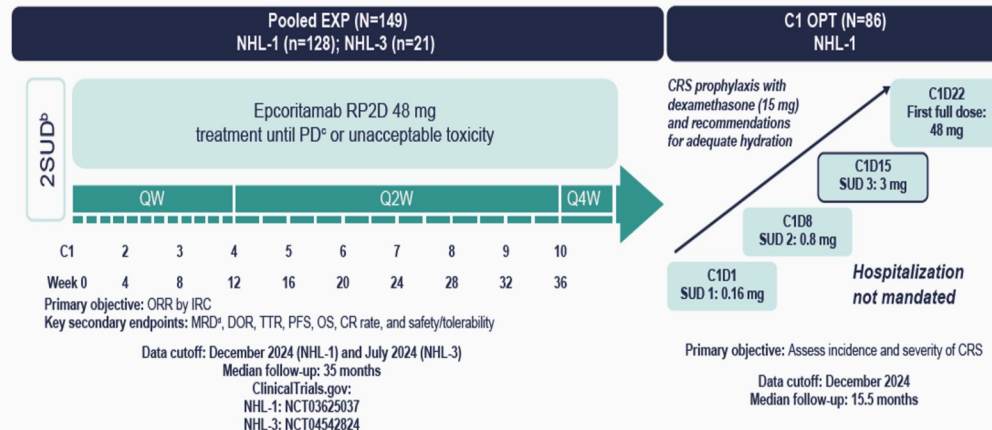 Pooled EXP (N=149)
NHL-1 (n=128); NHL-3 (n=21)
2SUDᵇ
Epcoritamab RP2D 48 mg
treatment until PDᶜ or unacceptable toxicity
QW Q2W Q4W
C1 2 3 4 5 6 7 8 9 10
Week 0 4 8 12 16 20 24 28 32 36
Primary objective: ORR by IRC
Key secondary endpoints: MRDᵈ, DOR, TTR, PFS, OS, CR rate, and safety/tolerability
Data cutoff: December 2024 (NHL-1) and July 2024 (NHL-3)
Median follow-up: 35 months
ClinicalTrials.gov:
NHL-1: NCT03625037
NHL-3: NCT04542824
C1 OPT (N=86)
NHL-1
CRS prophylaxis with
dexamethasone (15 mg)
and recommendations
for adequate hydration
C1D22
First full dose:
48 mg
C1D15
SUD 3: 3 mg
C1D8
SUD 2: 0.8 mg
C1D1
SUD 1: 0.16 mg
Hospitalization
not mandated
Primary objective: Assess incidence and severity of CRS
Data cutoff: December 2024
Median follow-up: 15.5 months